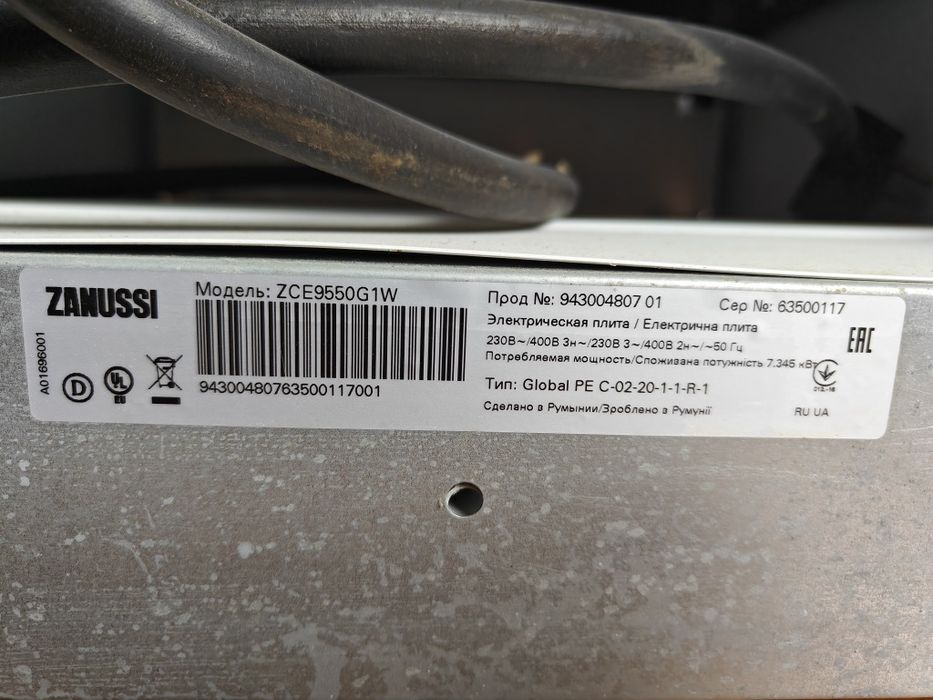 ZANUSSI
Модель: ZCE9550G1W
94300480763500117001
A01696001
D
UL
EU
Прод №: 943004807 01
Сер №: 63500117
Электрическая плита / Електрична плита
230В~/400В 3н~/230В 3~/400В 2н~/~50 Гц
Потребляемая мощность/Споживана потужність 7.345 кВт
Тип: Global PE C-02-20-1-1-R-1
Сделано в Румынии/Зроблено в Румунії
RU UA
EAC